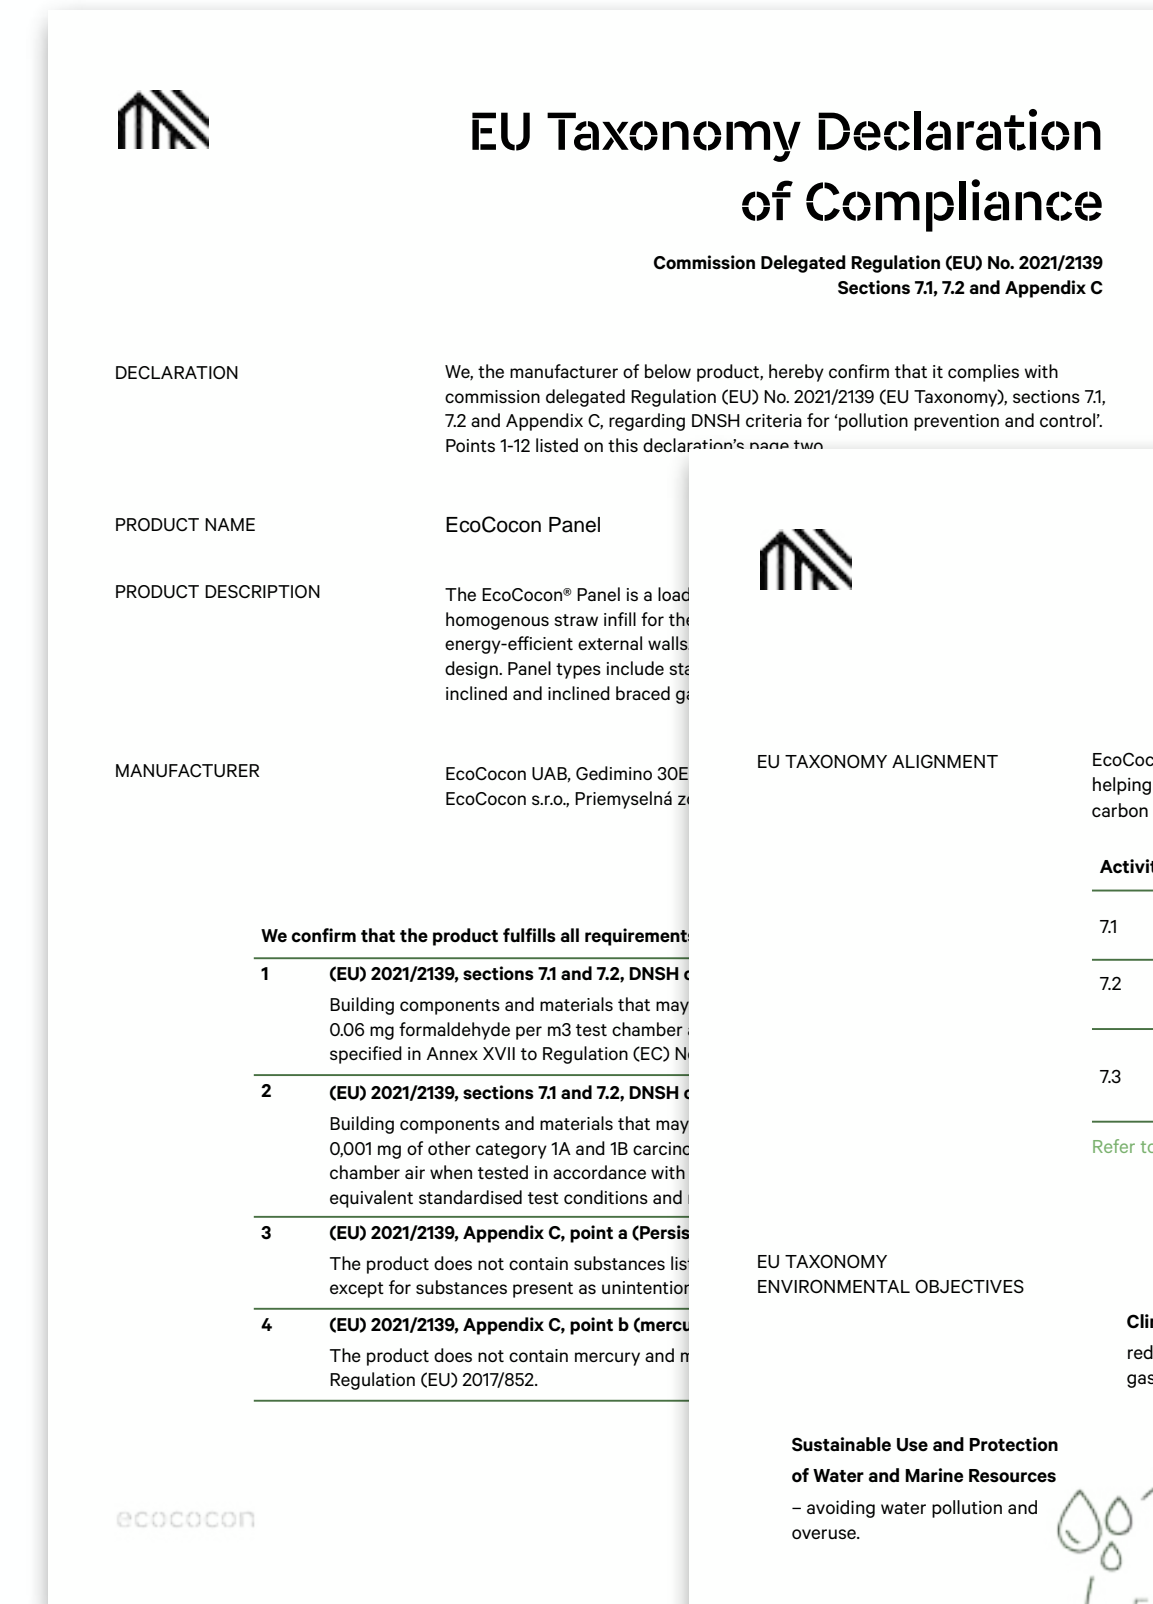 EU Taxonomy Declaration
of Compliance
Commission Delegated Regulation (EU) No. 2021/2139
Sections 7.1, 7.2 and Appendix C
DECLARATION
We, the manufacturer of below product, hereby confirm that it complies with
commission delegated Regulation (EU) No. 2021/2139 (EU Taxonomy), sections 7.1,
7.2 and Appendix C, regarding DNSH criteria for ‘pollution prevention and control’.
Points 1-12 listed on this declaration’s page two
PRODUCT NAME
EcoCocon Panel
PRODUCT DESCRIPTION
The EcoCocon® Panel is a load
homogenous straw infill for the
energy-efficient external walls
design. Panel types include
inclined and inclined braced
MANUFACTURER
EcoCocon UAB, Gedimino 30E
EcoCocon s.r.o., Priemyselná
We confirm that the product fulfills all requirements
1
(EU) 2021/2139, sections 7.1 and 7.2, DNSH
Building components and materials that may
0.06 mg formaldehyde per m3 test chamber
specified in Annex XVII to Regulation (EC)
2
(EU) 2021/2139, sections 7.1 and 7.2, DNSH
Building components and materials that may
0,001 mg of other category 1A and 1B
chamber air when tested in accordance with
equivalent standardised test conditions and
3
(EU) 2021/2139, Appendix C, point a (Persis
The product does not contain substances
except for substances present as
4
(EU) 2021/2139, Appendix C, point b (mercu
The product does not contain mercury and
Regulation (EU) 2017/852.
ecococon
EU TAXONOMY ALIGNMENT
EcoCoc
helping
carbon
Activit
7.1
7.2
7.3
Refer to
EU TAXONOMY
ENVIRONMENTAL OBJECTIVES
Clim
red
gas
Sustainable Use and Protection
of Water and Marine Resources
– avoiding water pollution and
overuse.